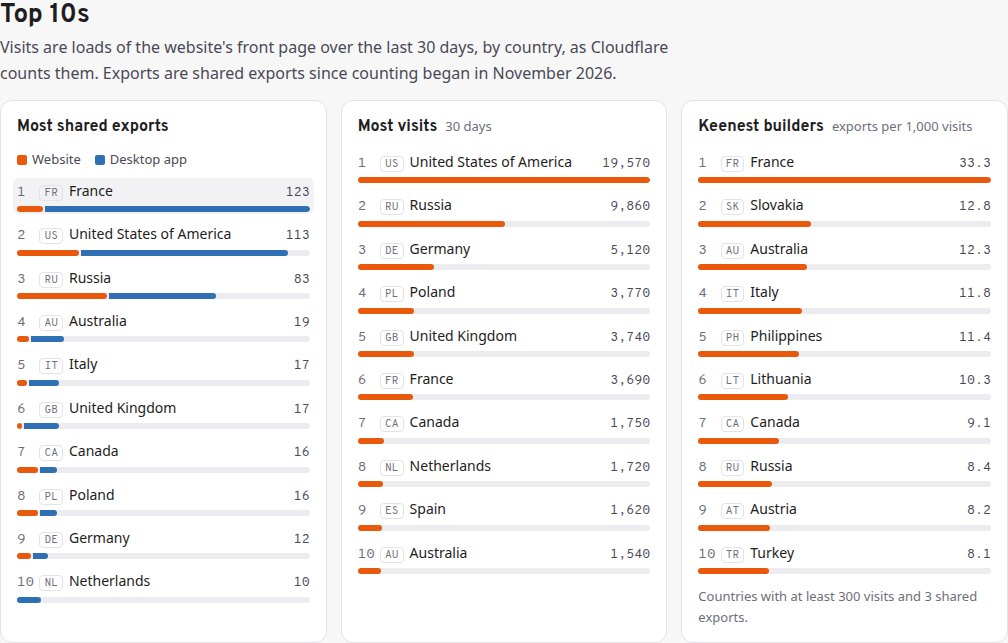 Top 10s
Visits are loads of the website's front page over the last 30 days, by country, as Cloudflare
counts them. Exports are shared exports since counting began in November 2026.
Most shared exports
Website Desktop app
1 FR France 123
2 US United States of America 113
3 RU Russia 83
4 AU Australia 19
5 IT Italy 17
6 GB United Kingdom 17
7 CA Canada 16
8 PL Poland 16
9 DE Germany 12
10 NL Netherlands 10
Most visits 30 days
1 US United States of America 19,570
2 RU Russia 9,860
3 DE Germany 5,120
4 PL Poland 3,770
5 GB United Kingdom 3,740
6 FR France 3,690
7 CA Canada 1,750
8 NL Netherlands 1,720
9 ES Spain 1,620
10 AU Australia 1,540
Keenest builders exports per 1,000 visits
1 FR France 33.3
2 SK Slovakia 12.8
3 AU Australia 12.3
4 IT Italy 11.8
5 PH Philippines 11.4
6 LT Lithuania 10.3
7 CA Canada 9.1
8 RU Russia 8.4
9 AT Austria 8.2
10 TR Turkey 8.1
Countries with at least 300 visits and 3 shared
exports.